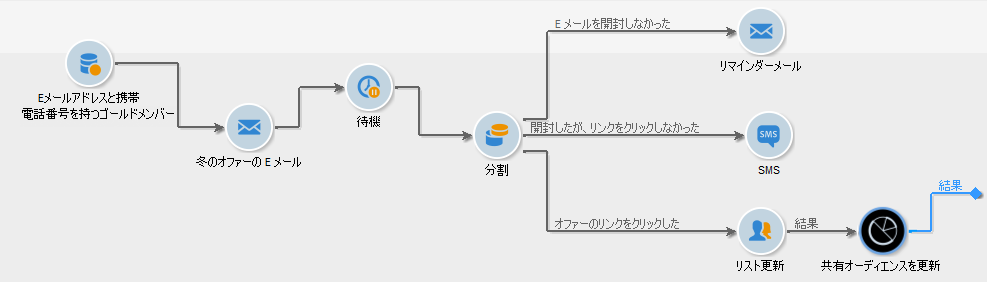 Eメールアドレスと携帯
電話番号を持つゴールドメンバー
冬のオファーの E メール
待機
分割
E メールを開封しなかった
リマインダーメール
開封したが、リンクをクリックしなかった
SMS
SMS
オファーのリンクをクリックした
リスト更新
結果
共有オーディエンスを更新
結果